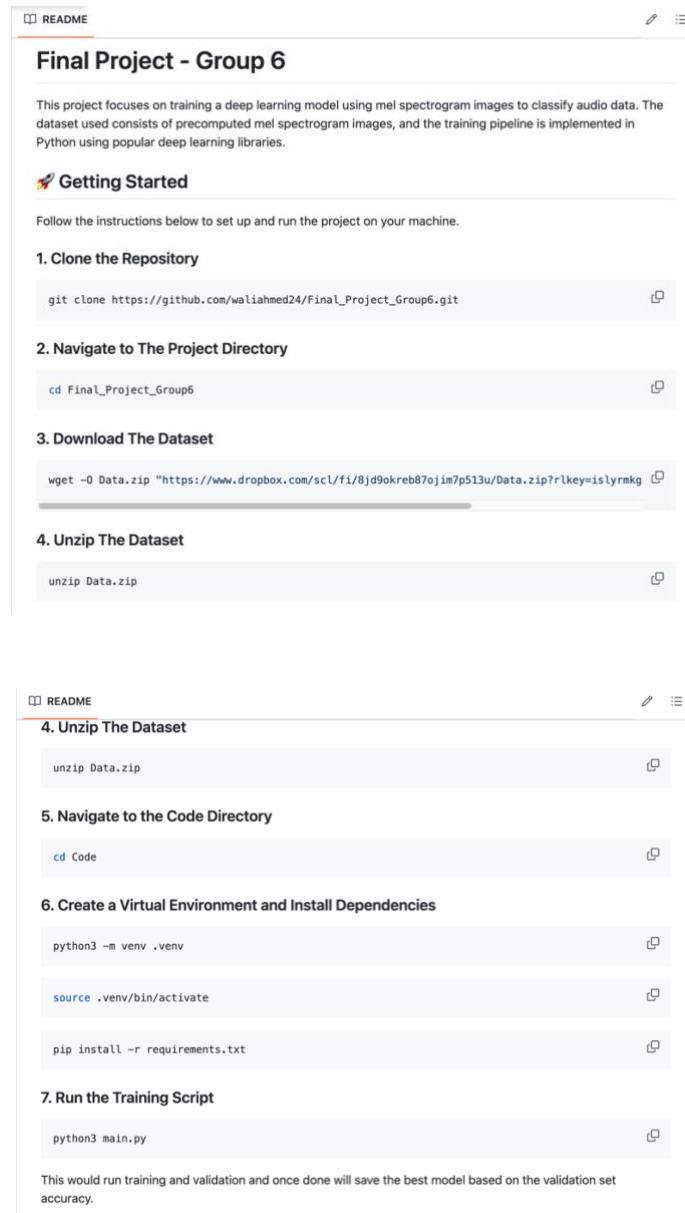 README
Final Project - Group 6
This project focuses on training a deep learning model using mel spectrogram images to classify audio data. The
dataset used consists of precomputed mel spectrogram images, and the training pipeline is implemented in
Python using popular deep learning libraries.
🚀 Getting Started
Follow the instructions below to set up and run the project on your machine.
1. Clone the Repository
git clone https://github.com/waliahmed24/Final_Project_Group6.git
2. Navigate to The Project Directory
cd Final_Project_Group6
3. Download The Dataset
wget -O Data.zip "https://www.dropbox.com/scl/fi/8jd9okreb87ojim7p513u/Data.zip?rlkey=islyrmkg
4. Unzip The Dataset
unzip Data.zip
README
4. Unzip The Dataset
unzip Data.zip
5. Navigate to the Code Directory
cd Code
6. Create a Virtual Environment and Install Dependencies
python3 -m venv .venv
source .venv/bin/activate
pip install -r requirements.txt
7. Run the Training Script
python3 main.py
This would run training and validation and once done will save the best model based on the validation set
accuracy.